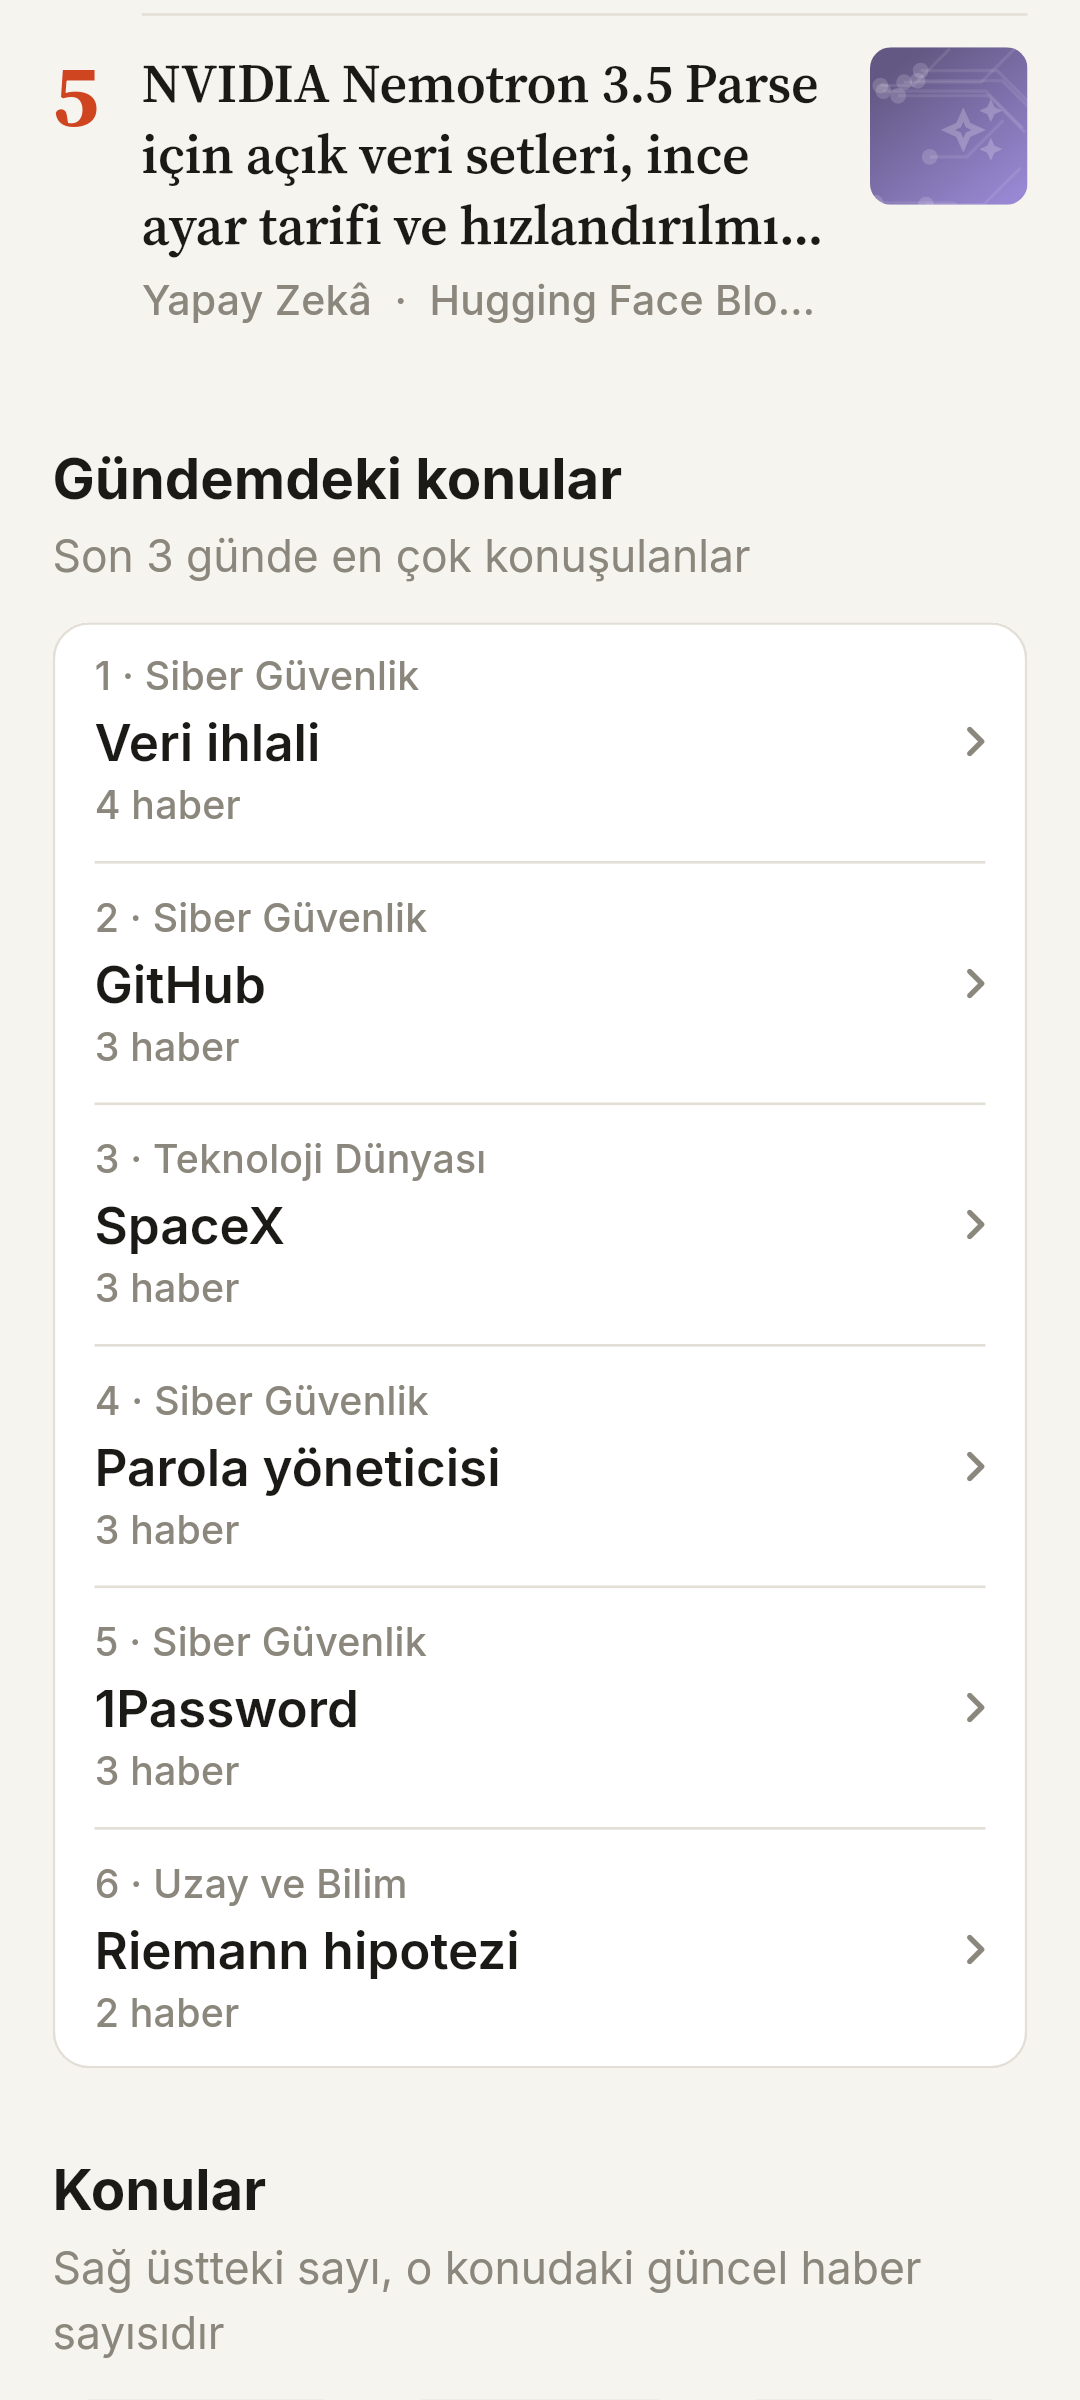 5
NVIDIA Nemotron 3.5 Parse
için açık veri setleri, ince
ayar tarifi ve hızlandırılmı...
Yapay Zekâ · Hugging Face Blo...
Gündemdeki konular
Son 3 günde en çok konuşulanlar
1 · Siber Güvenlik
Veri ihlali
4 haber
2 · Siber Güvenlik
GitHub
3 haber
3 · Teknoloji Dünyası
SpaceX
3 haber
4 · Siber Güvenlik
Parola yöneticisi
3 haber
5 · Siber Güvenlik
1Password
3 haber
6 · Uzay ve Bilim
Riemann hipotezi
2 haber
Konular
Sağ üstteki sayı, o konudaki güncel haber
sayısıdır